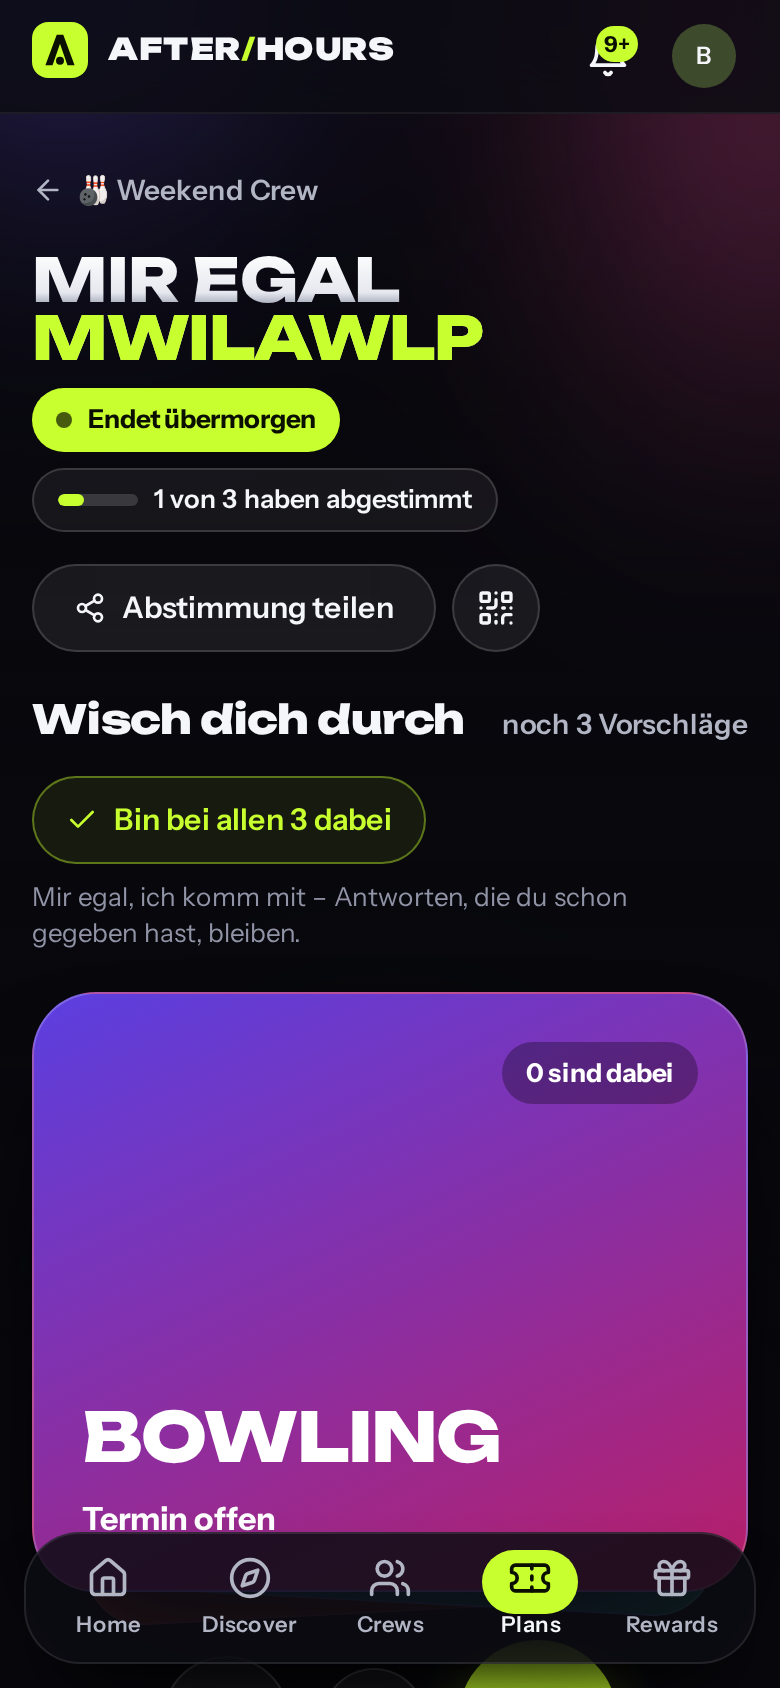 AFTER/HOURS
9+
B
Weekend Crew
MIR EGAL
MWILAWLP
Endet übermorgen
1 von 3 haben abgestimmt
Abstimmung teilen
Wisch dich durch
noch 3 Vorschläge
Bin bei allen 3 dabei
Mir egal, ich komm mit – Antworten, die du schon
gegeben hast, bleiben.
0 sind dabei
BOWLING
Termin offen
Home
Discover
Crews
Plans
Rewards